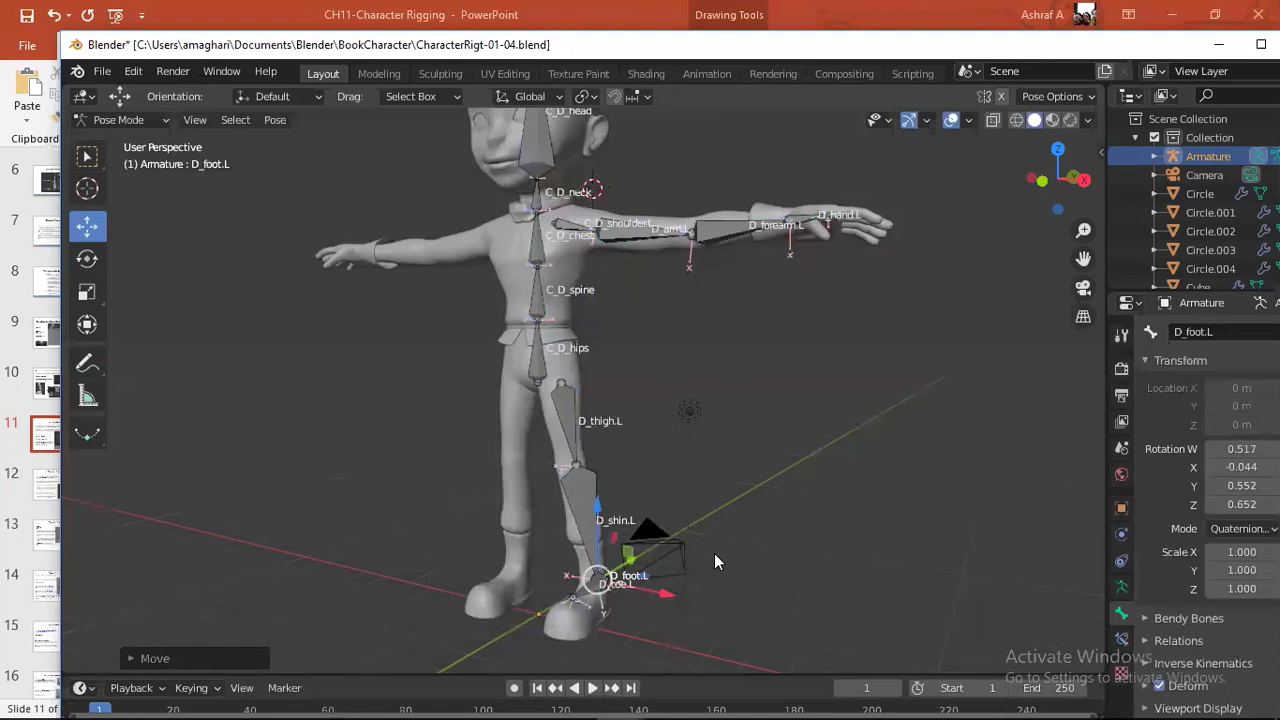 CH11-Character Rigging - PowerPoint
Drawing Tools
Ashraf A
File
Paste
Clipboard
6
7
8
9
10
11
12
13
14
15
16
Slide 11 of
Blender* [C:\Users\amaghari\Documents\Blender\BookCharacter\CharacterRigt-01-04.blend]
File Edit Render Window Help
Layout Modeling Sculpting UV Editing Texture Paint Shading Animation Rendering Compositing Scripting
Scene
View Layer
Orientation: Default Drag: Select Box Global X Pose Options
Pose Mode View Select Pose
User Perspective
(1) Armature : D_foot.L
C_D_head
C_D_neck
C_D_shoulder
D_arm.L
D_forearm.L
D_hand.L
C_D_chest
C_D_spine
C_D_hips
D_thigh.L
D_shin.L
D_foot.L
D_toe.L
x
x
x
Y
Z
X
Y
Move
Scene Collection
Collection
Armature
Camera
Circle
Circle.001
Circle.002
Circle.003
Circle.004
Cube
Armature
D_foot.L
Transform
Location X 0 m
Y 0 m
Z 0 m
Rotation W 0.517
X -0.044
Y 0.552
Z 0.652
Mode Quaternion...
Scale X 1.000
Y 1.000
Z 1.000
Bendy Bones
Relations
Inverse Kinematics
Deform
Viewport Display
Activate Windows
Go to Settings to activate Windows.
Playback Keying View Marker
1 Start 1 End 250
1 20 40 60 80 100 120 140 160 180 200 220 240